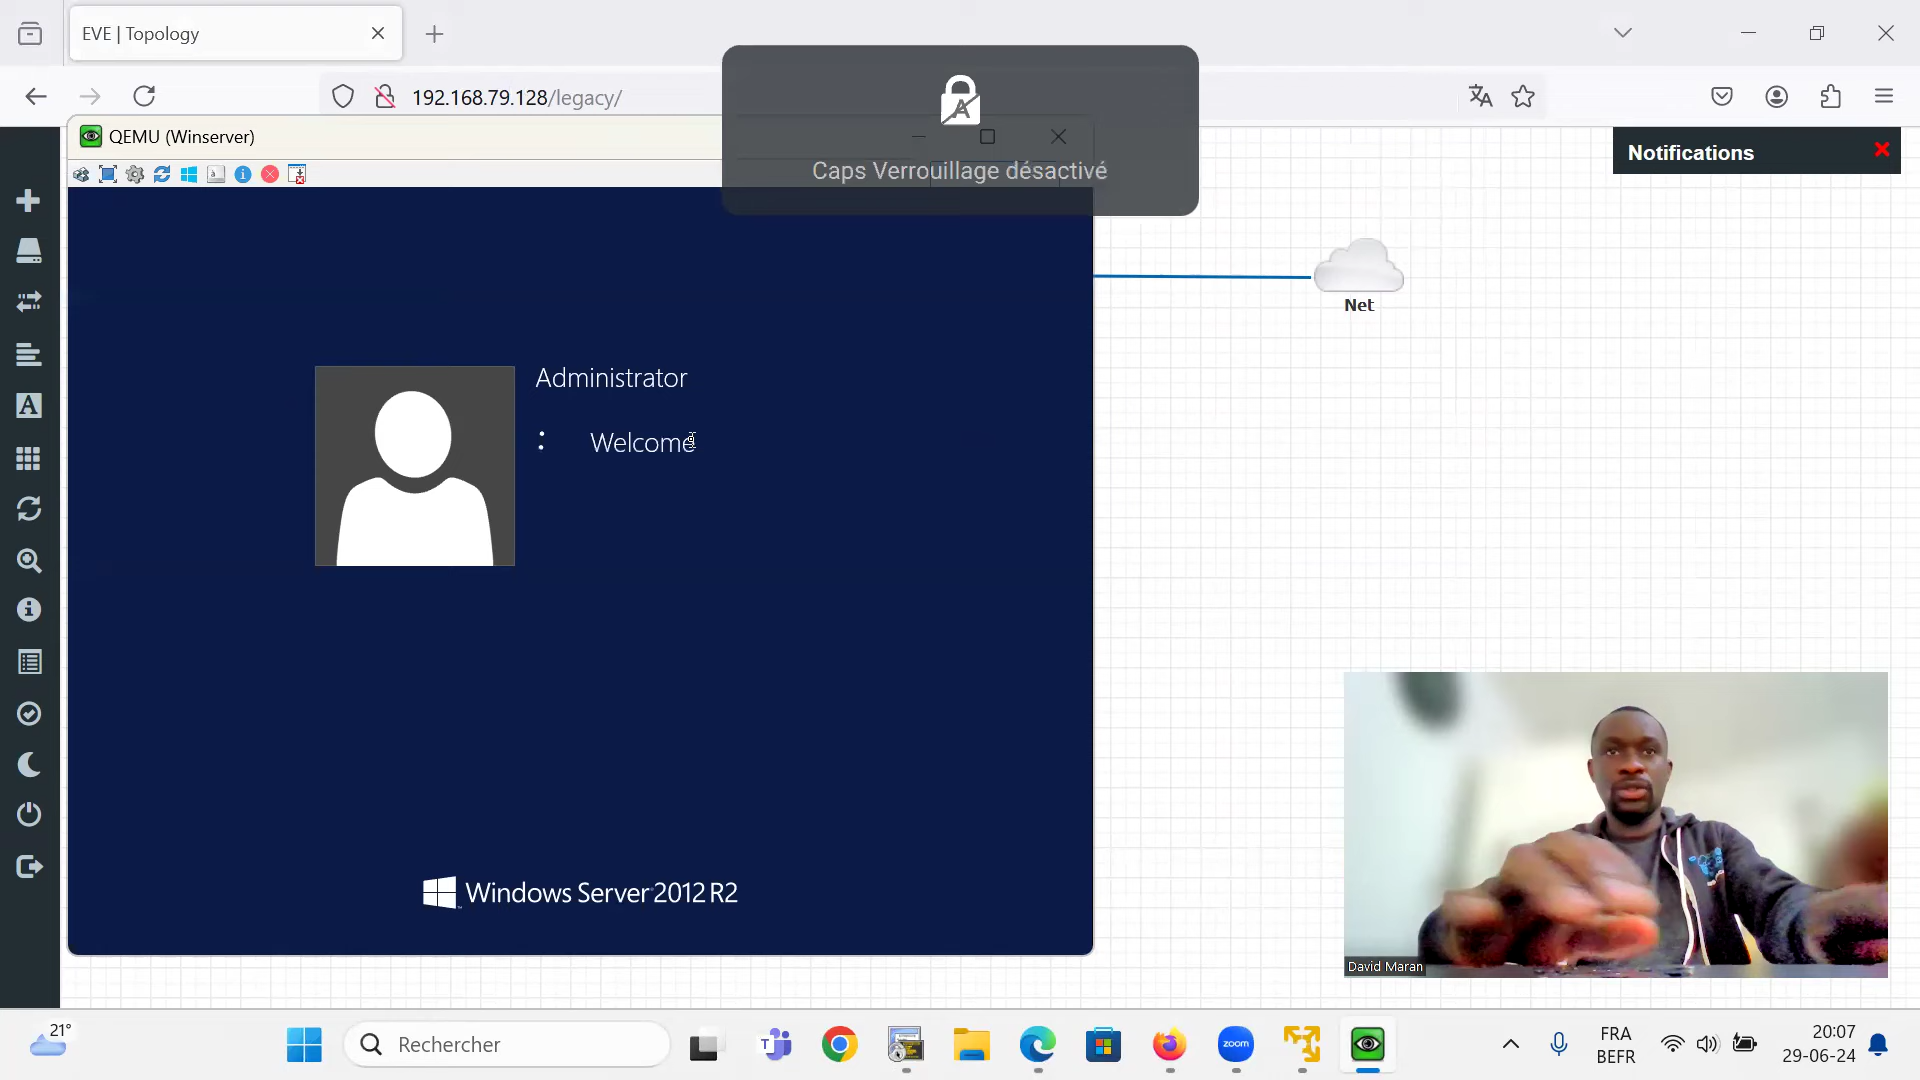 EVE | Topology
192.168.79.128/legacy/
QEMU (Winserver)
Caps Verrouillage désactivé
Notifications
Net
Administrator
Welcome
Windows Server 2012 R2
David Maran
21°
Rechercher
zoom
FRA
BEFR
20:07
29-06-24